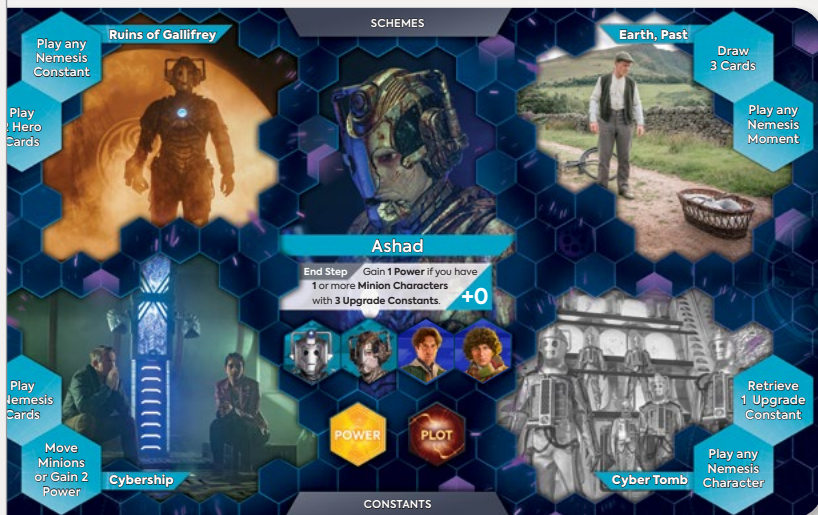 SCHEMES
Ruins of Gallifrey
Play any
Nemesis
Constant
Play
Hero
Cards
Earth, Past
Draw
3 Cards
Play any
Nemesis
Moment
Ashad
End Step Gain 1 Power if you have
1 or more Minion Characters
with 3 Upgrade Constants.
+0
POWER
PLOT
Play
Nemesis
Cards
Move
Minions
or Gain 2
Power
Cybership
Retrieve
1 Upgrade
Constant
Play any
Nemesis
Character
Cyber Tomb
CONSTANTS